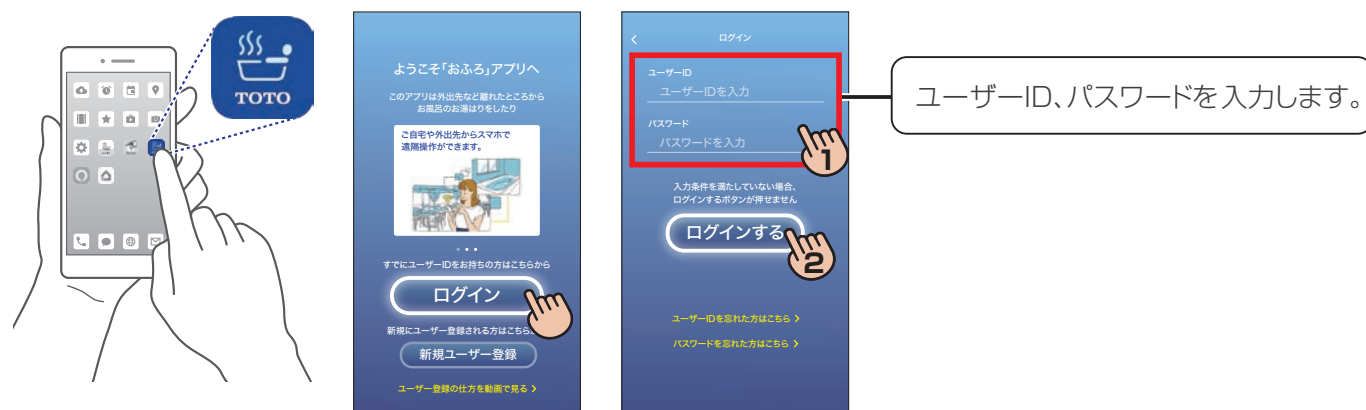 TOTO
ようこそ「おふろ」アプリへ
このアプリは外出先など離れたところから
お風呂のお湯はりをしたり
ご自宅や外出先からスマホで
遠隔操作ができます。
すでにユーザーIDをお持ちの方はこちらから
ログイン
新規にユーザー登録される方はこちら
新規ユーザー登録
ユーザー登録の仕方を動画で見る >
< ログイン
ユーザーID
ユーザーIDを入力
パスワード
パスワードを入力
1
入力条件を満たしていない場合、
ログインするボタンが押せません
ログインする
2
ユーザーIDを忘れた方はこちら >
パスワードを忘れた方はこちら >
ユーザーID、パスワードを入力します。